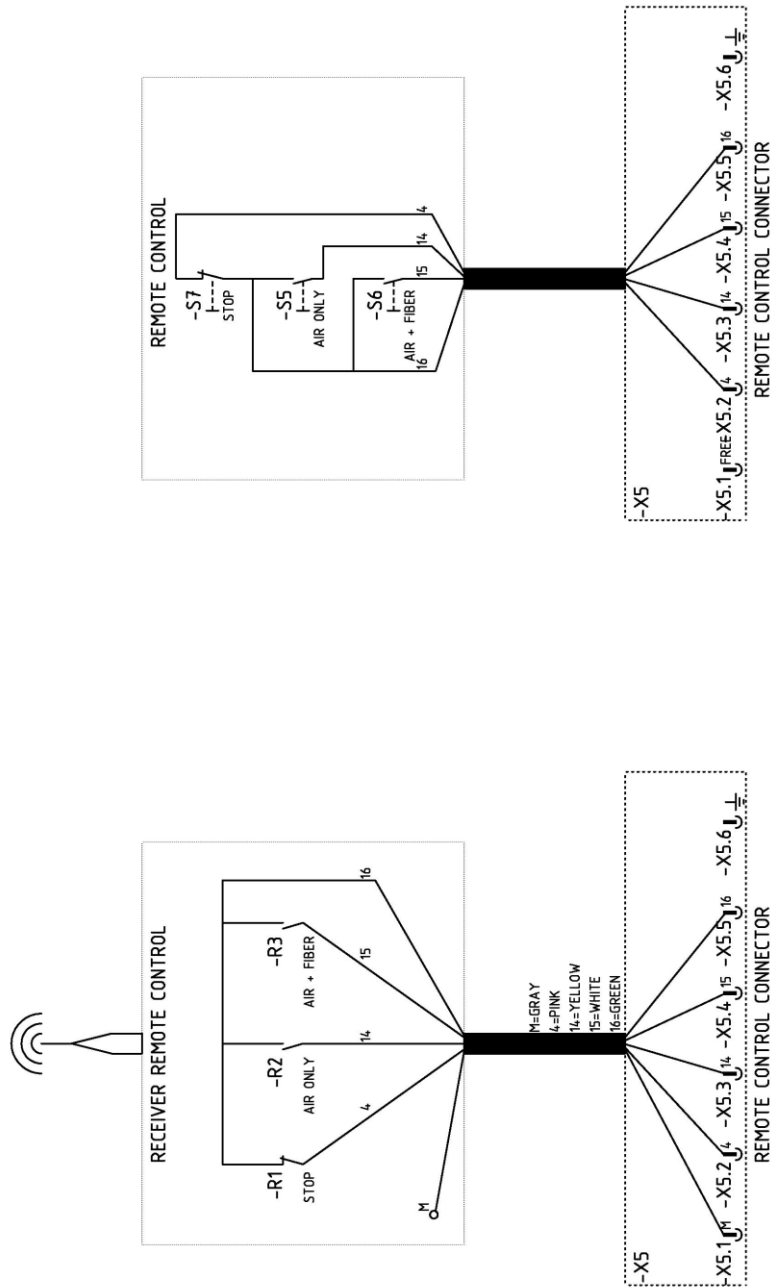 RECEIVER REMOTE CONTROL
-R1
STOP
-R2
AIR ONLY
-R3
AIR + FIBER
M
4
14
15
16
M=GRAY
4=PINK
14=YELLOW
15=WHITE
16=GREEN
-X5
-X5.1 M
-X5.2 4
-X5.3 14
-X5.4 15
-X5.5 16
-X5.6
REMOTE CONTROL CONNECTOR
REMOTE CONTROL
-S7
STOP
-S5
AIR ONLY
-S6
AIR + FIBER
16
15
14
4
-X5
-X5.1 FREE
-X5.2 4
-X5.3 14
-X5.4 15
-X5.5 16
-X5.6
REMOTE CONTROL CONNECTOR